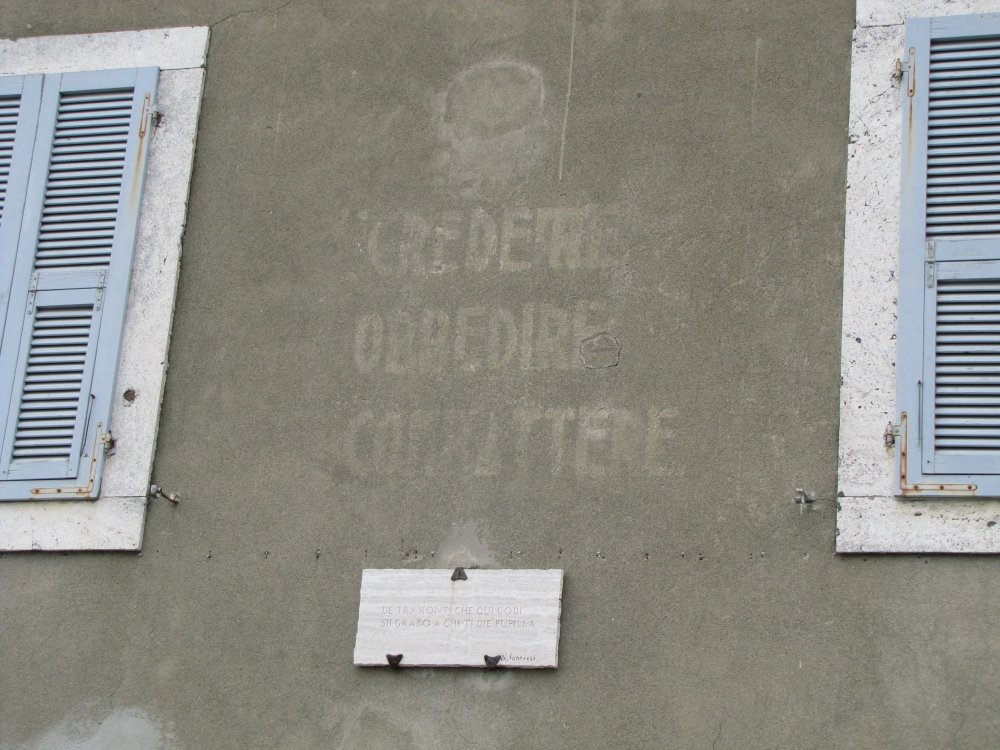 CREDERE
OBBEDIRE
COMBATTERE
DE TRAMONTI CHE QUI GODI
SII GRATO A CHI TI DIE PUPILLA